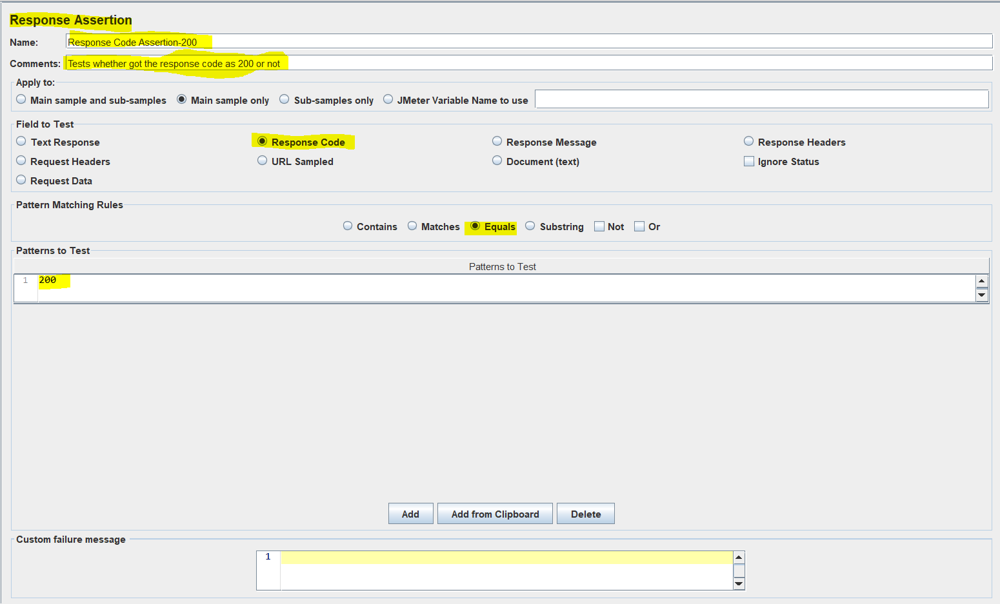 Response Assertion
Name: Response Code Assertion-200
Comments: Tests whether got the response code as 200 or not
Apply to:
Main sample and sub-samples Main sample only Sub-samples only JMeter Variable Name to use
Field to Test
Text Response Response Code Response Message Response Headers
Request Headers URL Sampled Document (text) Ignore Status
Request Data
Pattern Matching Rules
Contains Matches Equals Substring Not Or
Patterns to Test
Patterns to Test
1 200
Add Add from Clipboard Delete
Custom failure message
1